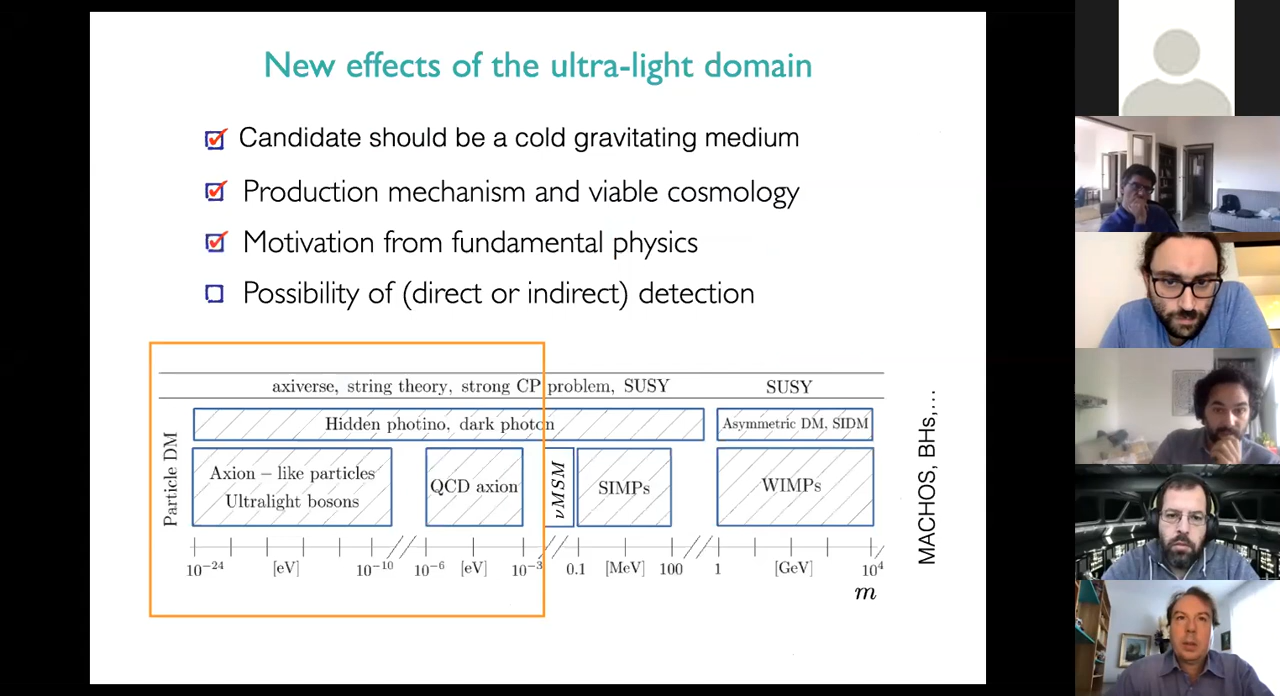 New effects of the ultra-light domain
Candidate should be a cold gravitating medium
Production mechanism and viable cosmology
Motivation from fundamental physics
Possibility of (direct or indirect) detection
axiverse, string theory, strong CP problem, SUSY SUSY
Hidden photino, dark photon Asymmetric DM, SIDM
Particle DM
Axion – like particles
Ultralight bosons
QCD axion
νMSM
SIMPs
WIMPs
10⁻²⁴ [eV] 10⁻¹⁰ 10⁻⁶ [eV] 10⁻³ 0.1 [MeV] 100 1 [GeV] 10⁴
m
MACHOS, BHs,...